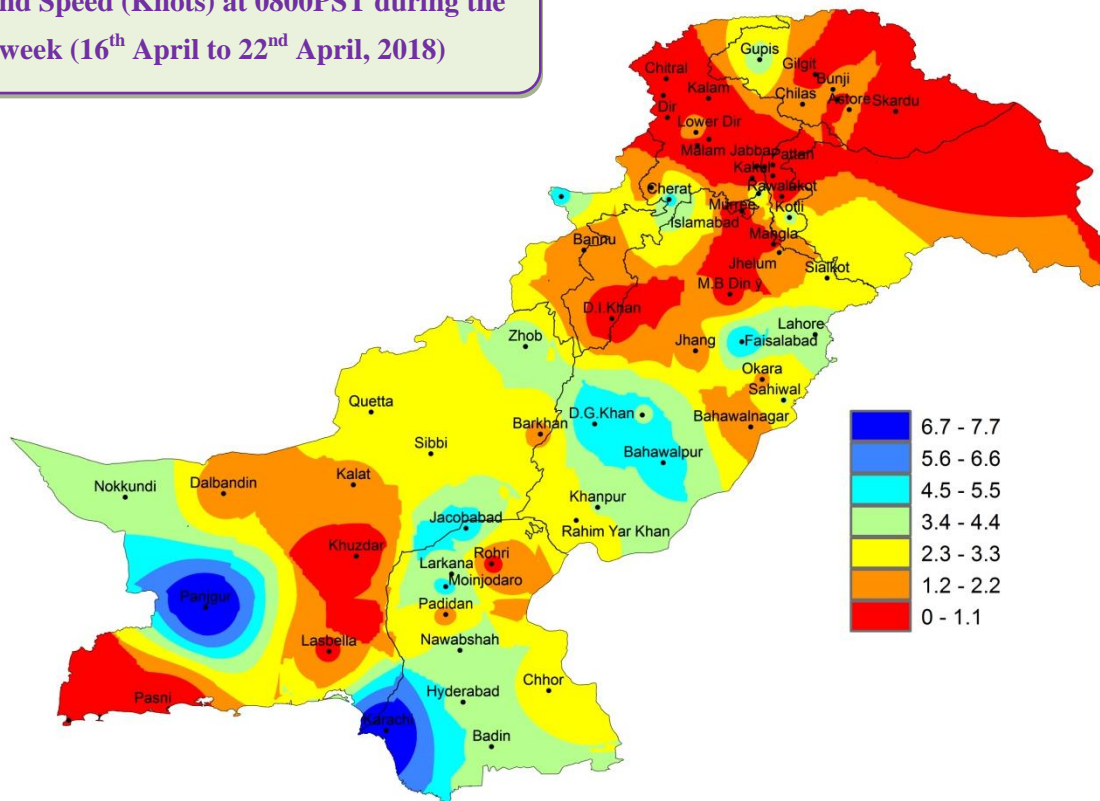 nd Speed (Knots) at 0800PST during the
week (16th April to 22nd April, 2018)
Gupis
Gilgit
Chitral
Bunji
Kalam
Chilas
Astore
Skardu
Dir
Lower Dir
Malam Jabbar
Pattan
Kakul
Cherat
Rawalakot
Murree
Kotli
Islamabad
Mangla
Bannu
Jhelum
Sialkot
M.B Din y
D.I.Khan
Lahore
Zhob
Jhang
Faisalabad
Okara
Sahiwal
Quetta
D.G.Khan
Bahawalnagar
Barkhan
Sibbi
Bahawalpur
Kalat
Nokkundi
Dalbandin
Khanpur
Jacobabad
Rahim Yar Khan
Khuzdar
Rohri
Larkana
Moinjodaro
Panjgur
Padidan
Lasbella
Nawabshah
Chhor
Pasni
Hyderabad
Karachi
Badin
6.7 - 7.7
5.6 - 6.6
4.5 - 5.5
3.4 - 4.4
2.3 - 3.3
1.2 - 2.2
0 - 1.1